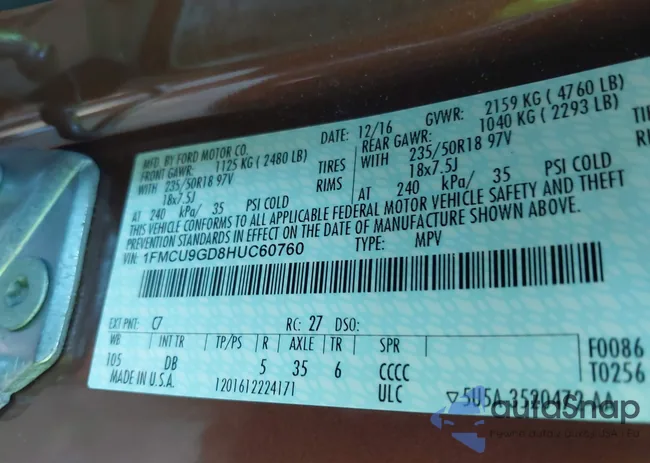 MFD. BY FORD MOTOR CO.
DATE: 12/16 GVWR: 2159 KG ( 4760 LB)
FRONT GAWR: 1125 KG ( 2480 LB) REAR GAWR: 1040 KG ( 2293 LB)
WITH 235/50R18 97V TIRES WITH 235/50R18 97V TIRES
18x7.5J RIMS 18x7.5J
AT 240 kPa/ 35 PSI COLD AT 240 kPa/ 35 PSI COLD
THIS VEHICLE CONFORMS TO ALL APPLICABLE FEDERAL MOTOR VEHICLE SAFETY AND THEFT
PREVENTION STANDARDS IN EFFECT ON THE DATE OF MANUFACTURE SHOWN ABOVE.
VIN: 1FMCU9GD8HUC60760 TYPE: MPV
EXT PNT: C7 RC: 27 DSO:
WB INT TR TP/PS R AXLE TR SPR F0086
105 DB 5 35 6 CCCC T0256
MADE IN U.S.A. 1201612224171 ULC ▽5U5A-3520472-AA
autoSnap